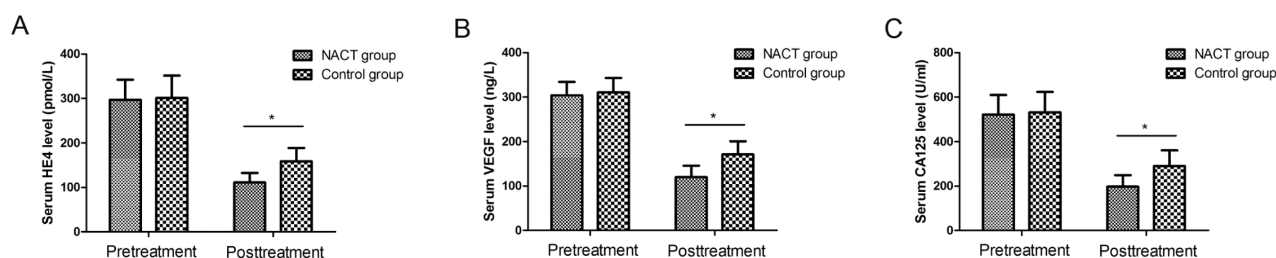 A
Serum HE4 level (pmol/L)
400
300
200
100
0
NACT group
Control group
*
Pretreatment
Posttreatment
B
Serum VEGF level (ng/L)
400
300
200
100
0
NACT group
Control group
*
Pretreatment
Posttreatment
C
Serum CA125 level (U/ml)
800
600
400
200
0
NACT group
Control group
*
Pretreatment
Posttreatment